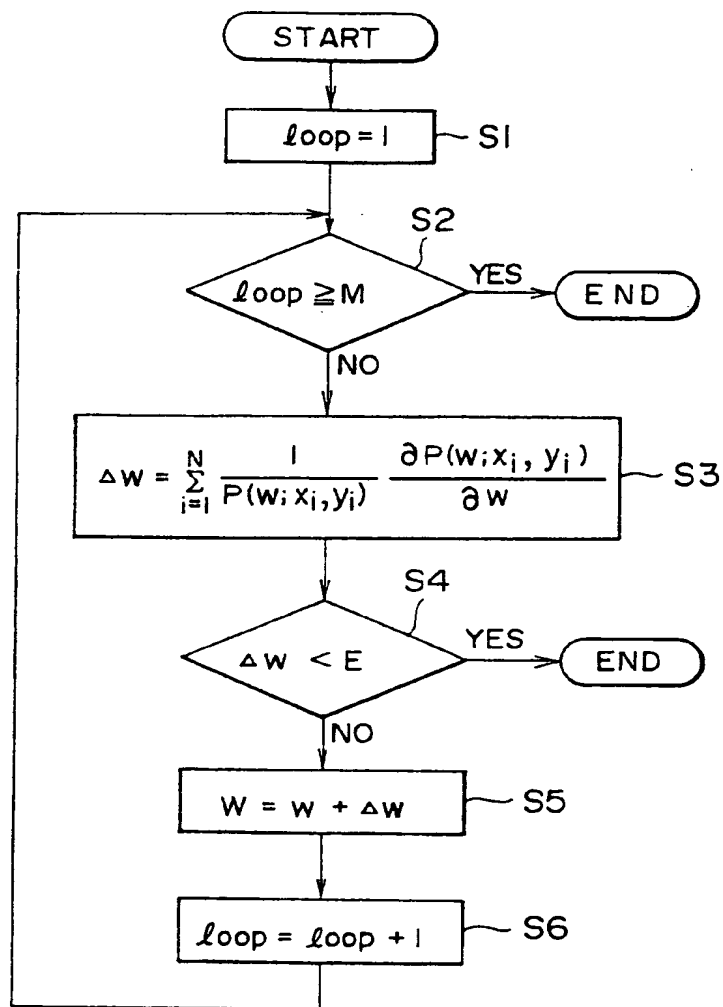 START
loop = 1
S1
S2
loop ≧ M
YES
END
NO
Δw = Σ_{i=1}^{N} 1/P(w; x_i, y_i) ∂P(w; x_i, y_i)/∂w
S3
S4
Δw < E
YES
END
NO
W = w + Δw
S5
loop = loop + 1
S6